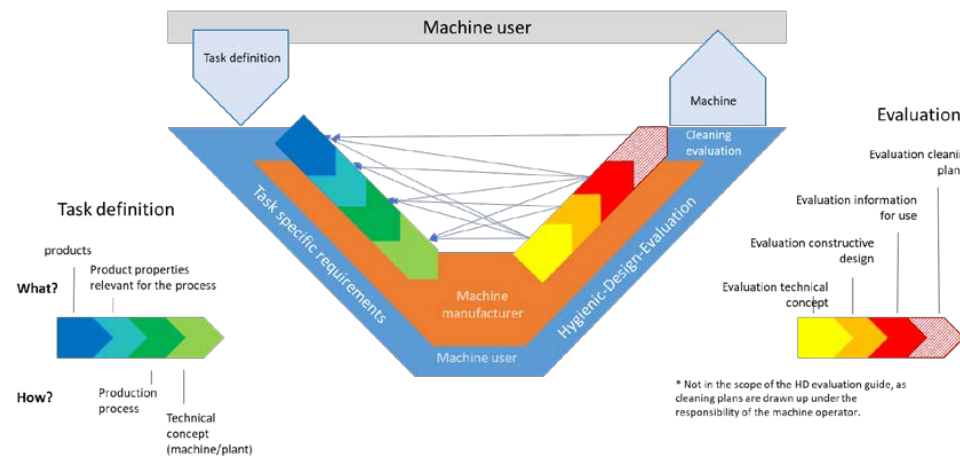 Machine user
Task definition
Machine
Cleaning
evaluation
Task specific requirements
Hygienic-Design-Evaluation
Machine
manufacturer
Machine user
Task definition
products
Product properties
relevant for the process
What?
How?
Production
process
Technical
concept
(machine/plant)
Evaluation
Evaluation cleaning
plan
Evaluation information
for use
Evaluation constructive
design
Evaluation technical
concept
* Not in the scope of the HD evaluation guide, as
cleaning plans are drawn up under the
responsibility of the machine operator.